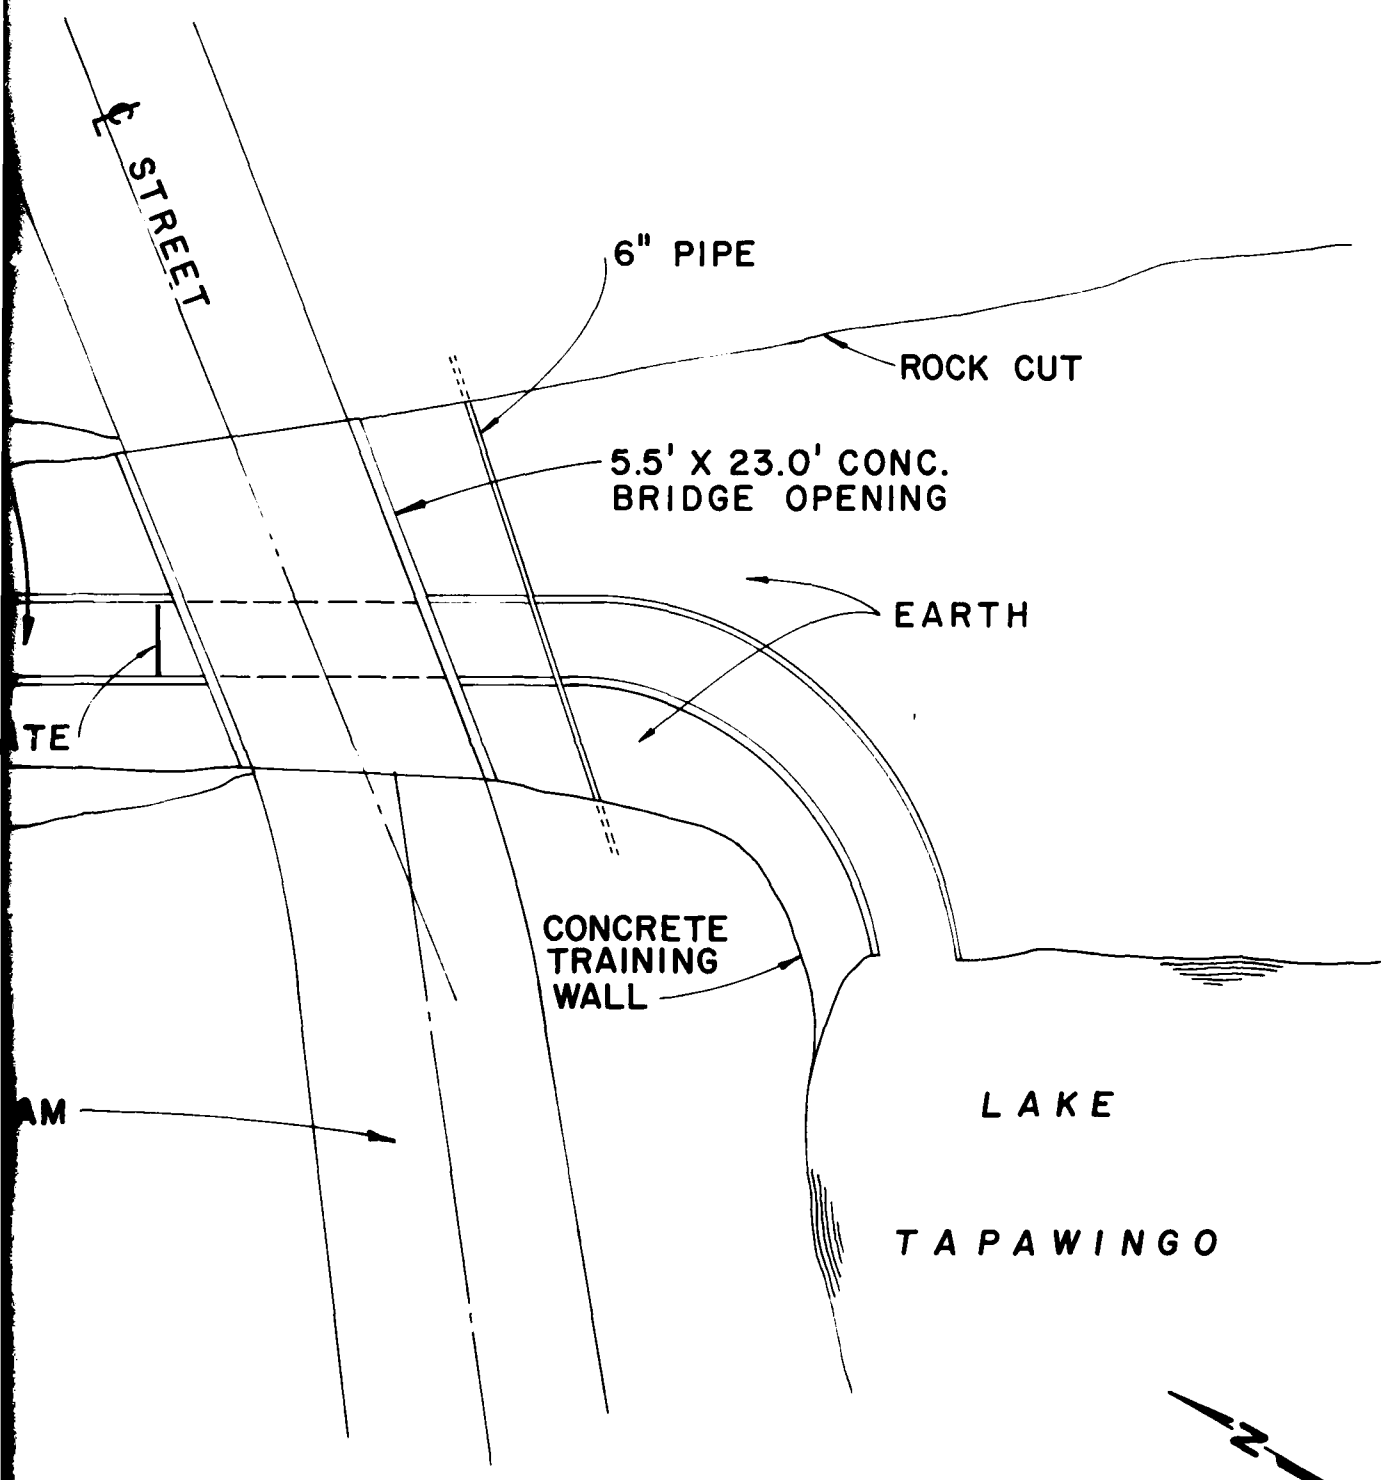 ℄ STREET
6" PIPE
ROCK CUT
5.5' X 23.0' CONC.
BRIDGE OPENING
EARTH
TE
CONCRETE
TRAINING
WALL
AM
LAKE
TAPAWINGO
N